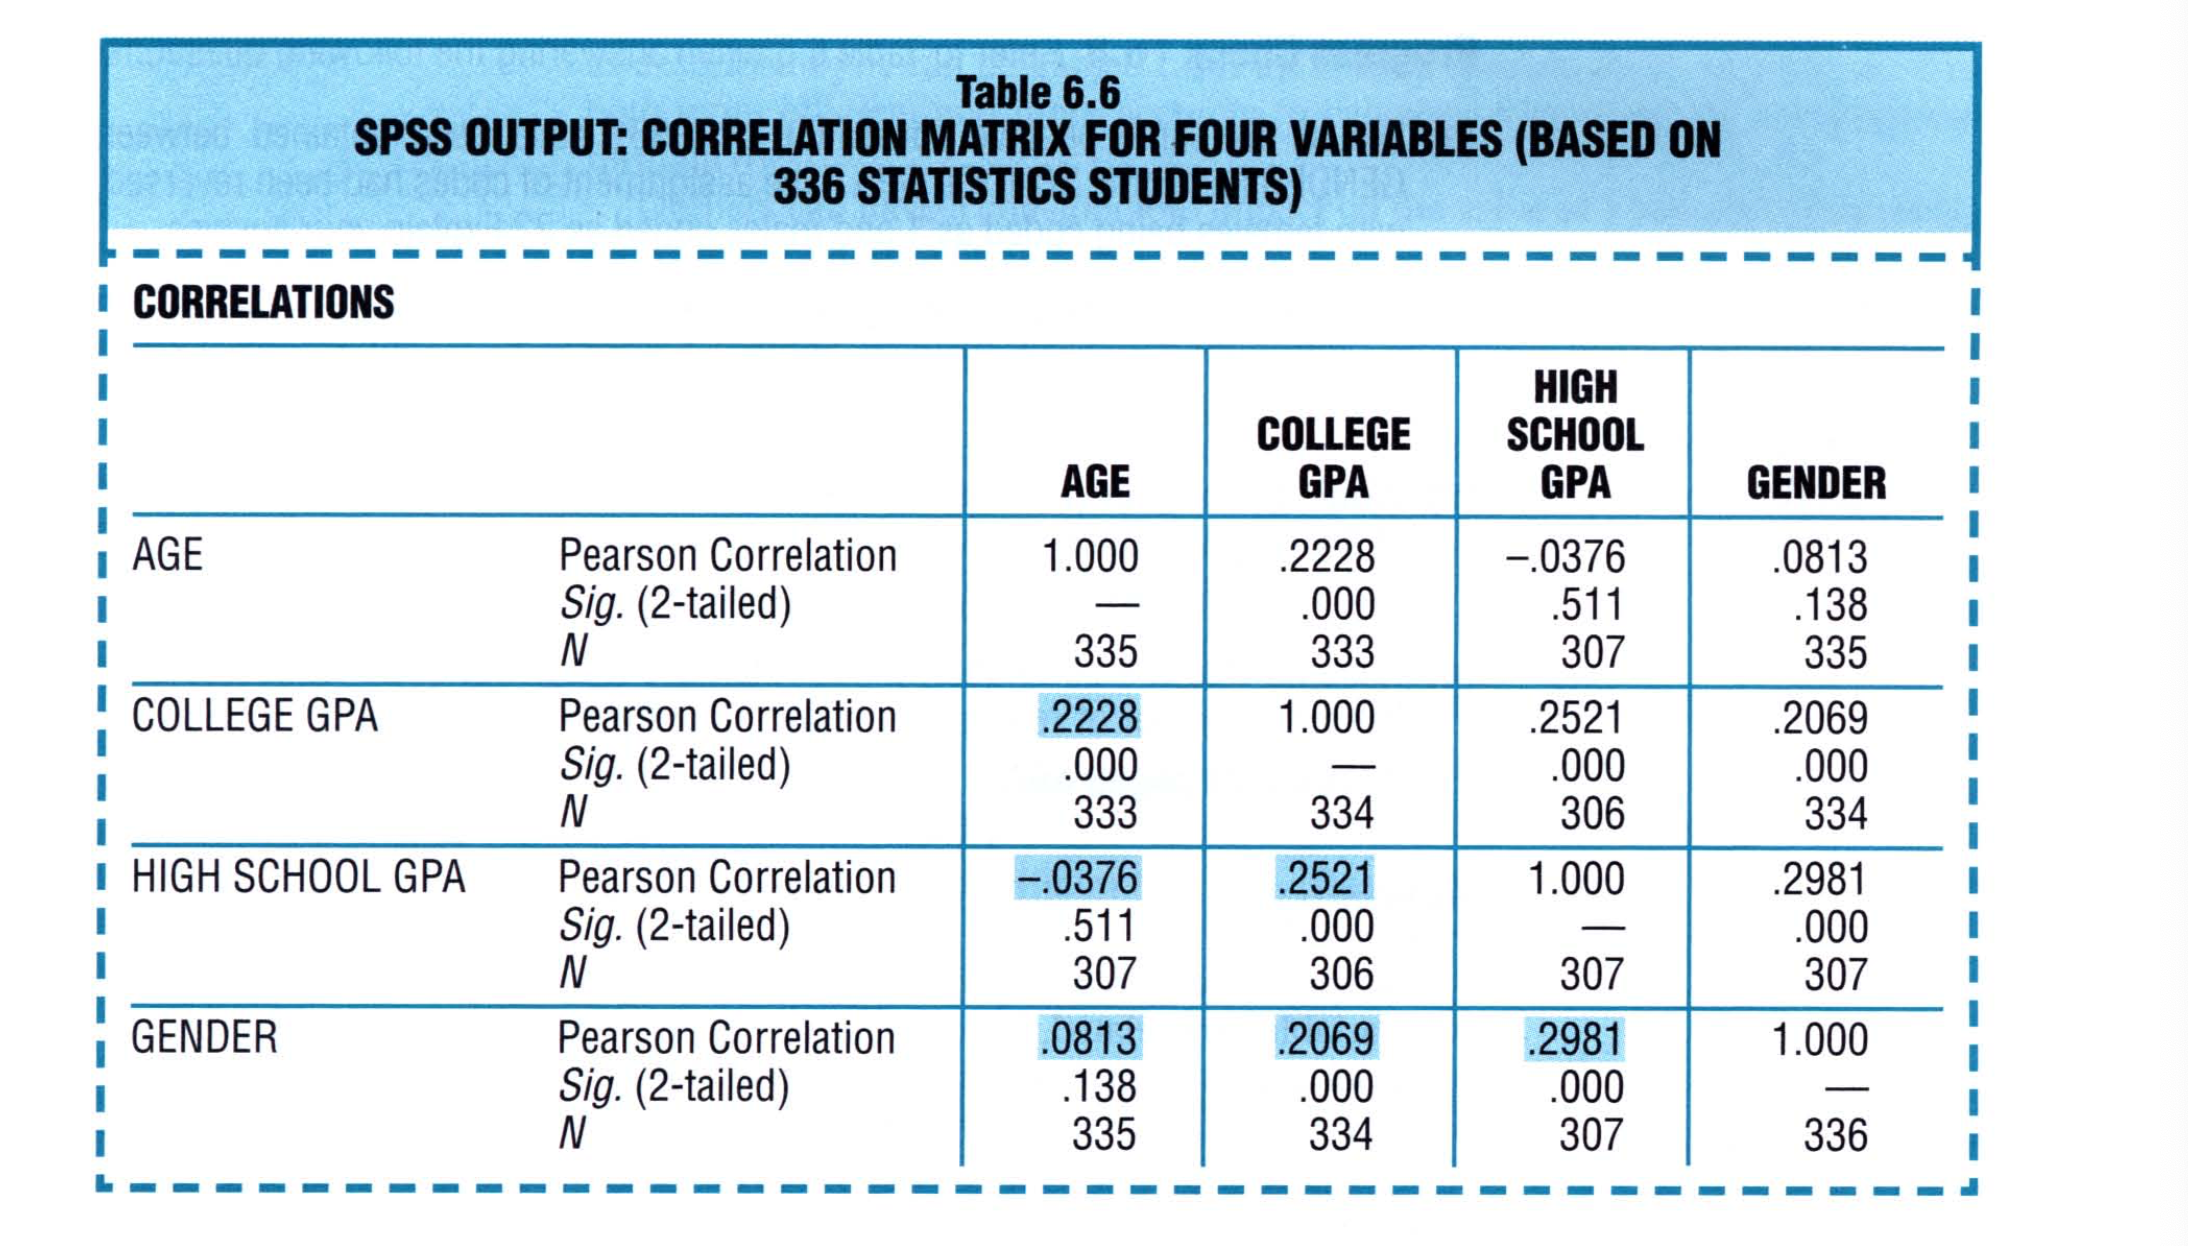 Table 6.6
SPSS OUTPUT: CORRELATION MATRIX FOR FOUR VARIABLES (BASED ON
336 STATISTICS STUDENTS)
CORRELATIONS
AGE COLLEGE GPA HIGH SCHOOL GPA GENDER
AGE Pearson Correlation 1.000 .2228 –.0376 .0813
Sig. (2-tailed) — .000 .511 .138
N 335 333 307 335
COLLEGE GPA Pearson Correlation .2228 1.000 .2521 .2069
Sig. (2-tailed) .000 — .000 .000
N 333 334 306 334
HIGH SCHOOL GPA Pearson Correlation –.0376 .2521 1.000 .2981
Sig. (2-tailed) .511 .000 — .000
N 307 306 307 307
GENDER Pearson Correlation .0813 .2069 .2981 1.000
Sig. (2-tailed) .138 .000 .000 —
N 335 334 307 336